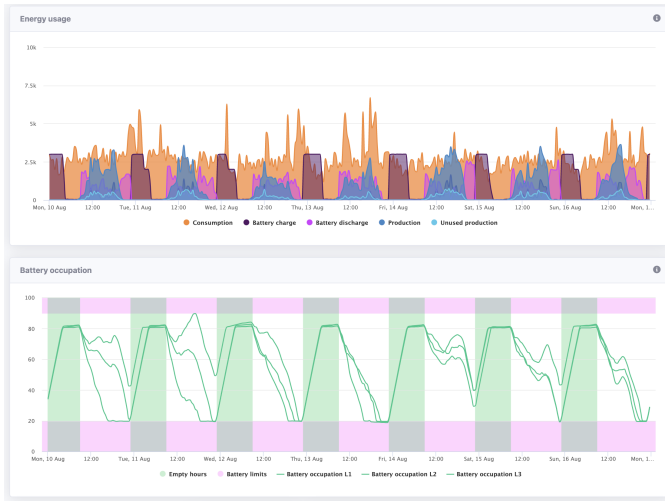 Energy usage
10k
7.5k
5k
2.5k
0
Mon, 10 Aug 12:00 Tue, 11 Aug 12:00 Wed, 12 Aug 12:00 Thu, 13 Aug 12:00 Fri, 14 Aug 12:00 Sat, 15 Aug 12:00 Sun, 16 Aug 12:00 Mon, 1...
Consumption Battery charge Battery discharge Production Unused production
Battery occupation
100
80
60
40
20
0
Mon, 10 Aug 12:00 Tue, 11 Aug 12:00 Wed, 12 Aug 12:00 Thu, 13 Aug 12:00 Fri, 14 Aug 12:00 Sat, 15 Aug 12:00 Sun, 16 Aug 12:00 Mon, 1...
Empty hours Battery limits Battery occupation L1 Battery occupation L2 Battery occupation L3